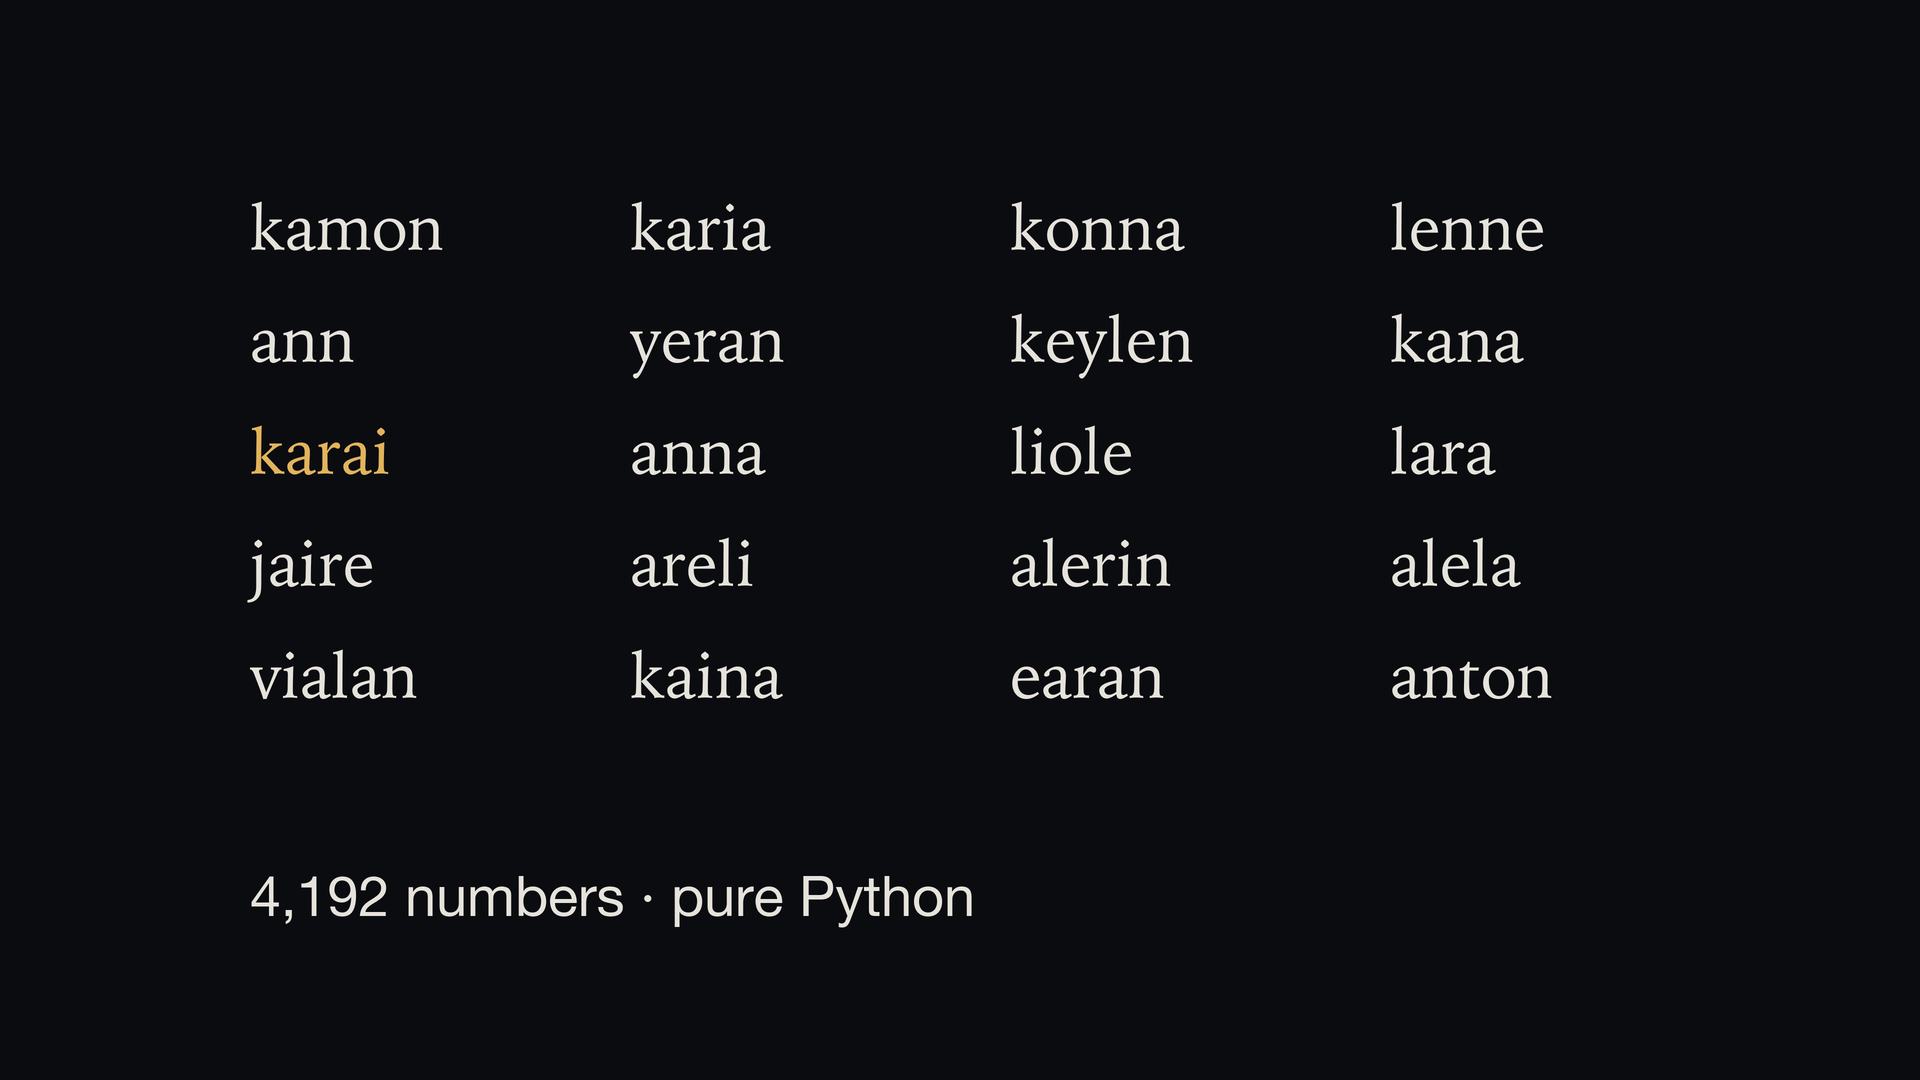 kamon karia konna lenne
ann yeran keylen kana
karai anna liole lara
jaire areli alerin alela
vialan kaina earan anton
4,192 numbers · pure Python